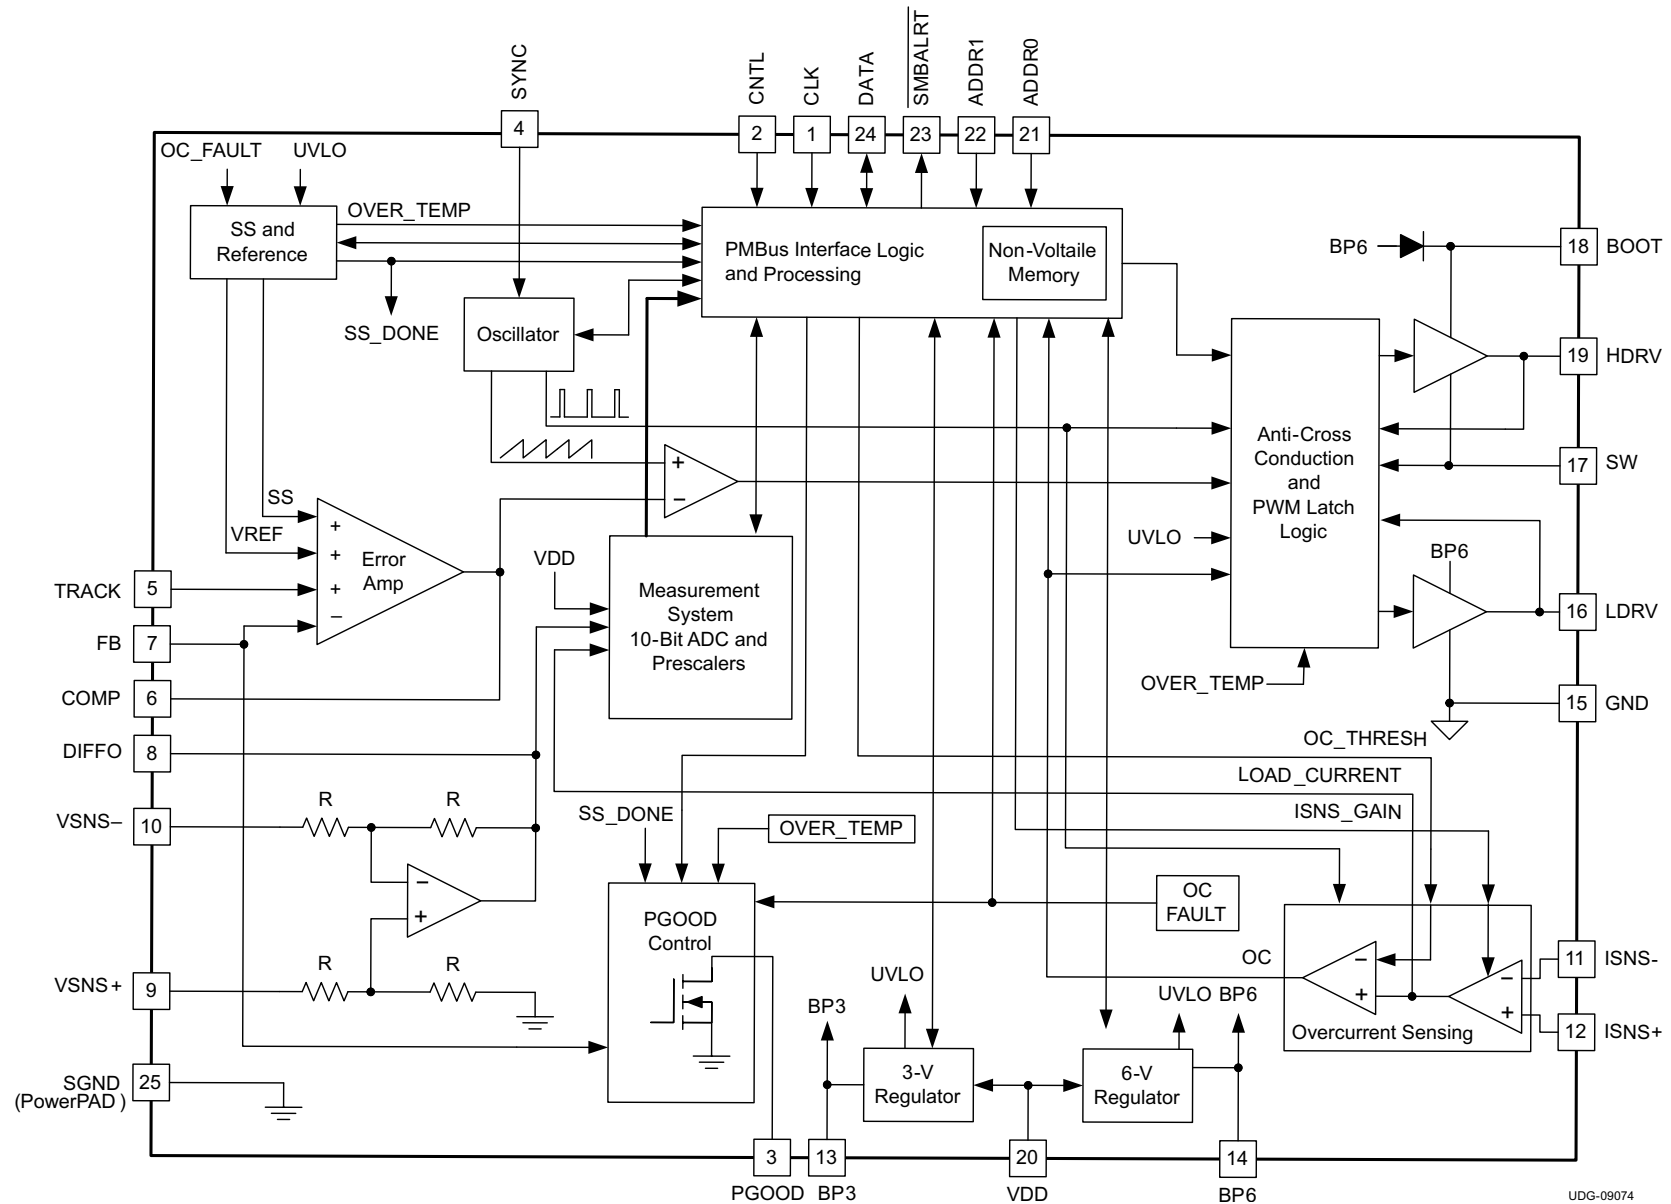 SYNC
CNTL
CLK
DATA
SMBALRT
ADDR1
ADDR0
4
2
1
24
23
22
21
OC_FAULT
UVLO
SS and
Reference
OVER_TEMP
SS_DONE
PMBus Interface Logic
and Processing
Non-Voltaile
Memory
BP6
18
BOOT
Oscillator
19
HDRV
Anti-Cross
Conduction
and
PWM Latch
Logic
17
SW
+
−
SS
VREF
+
+
+
−
Error
Amp
UVLO
BP6
VDD
Measurement
System
10-Bit ADC and
Prescalers
TRACK
5
FB
7
COMP
6
DIFFO
8
16
LDRV
OVER_TEMP
15
GND
OC_THRESH
LOAD_CURRENT
ISNS_GAIN
VSNS−
10
R
R
−
+
SS_DONE
OVER_TEMP
PGOOD
Control
OC
FAULT
OC
−
+
−
+
Overcurrent Sensing
11
ISNS-
12
ISNS+
VSNS+
9
R
R
UVLO
BP3
UVLO
BP6
3-V
Regulator
6-V
Regulator
SGND
(PowerPAD )
25
3
13
20
14
PGOOD
BP3
VDD
BP6
UDG-09074